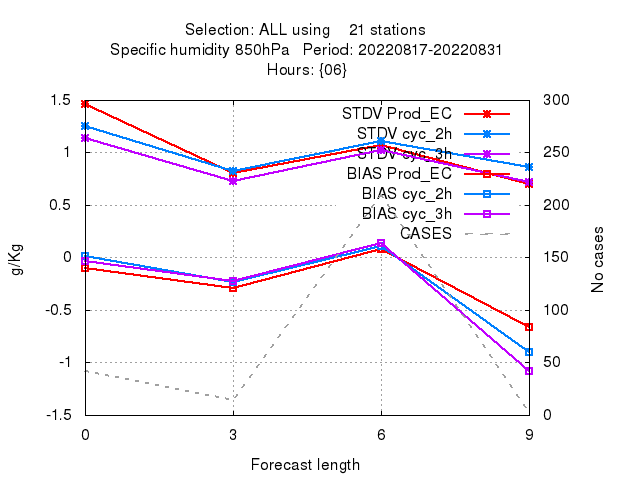 Selection: ALL using 21 stations
Specific humidity 850hPa Period: 20220817-20220831
Hours: {06}
1.5
1
0.5
0
-0.5
-1
-1.5
g/Kg
300
250
200
150
100
50
0
No cases
STDV Prod_EC
STDV cyc_2h
STDV cyc_3h
BIAS Prod_EC
BIAS cyc_2h
BIAS cyc_3h
CASES
0 3 6 9
Forecast length